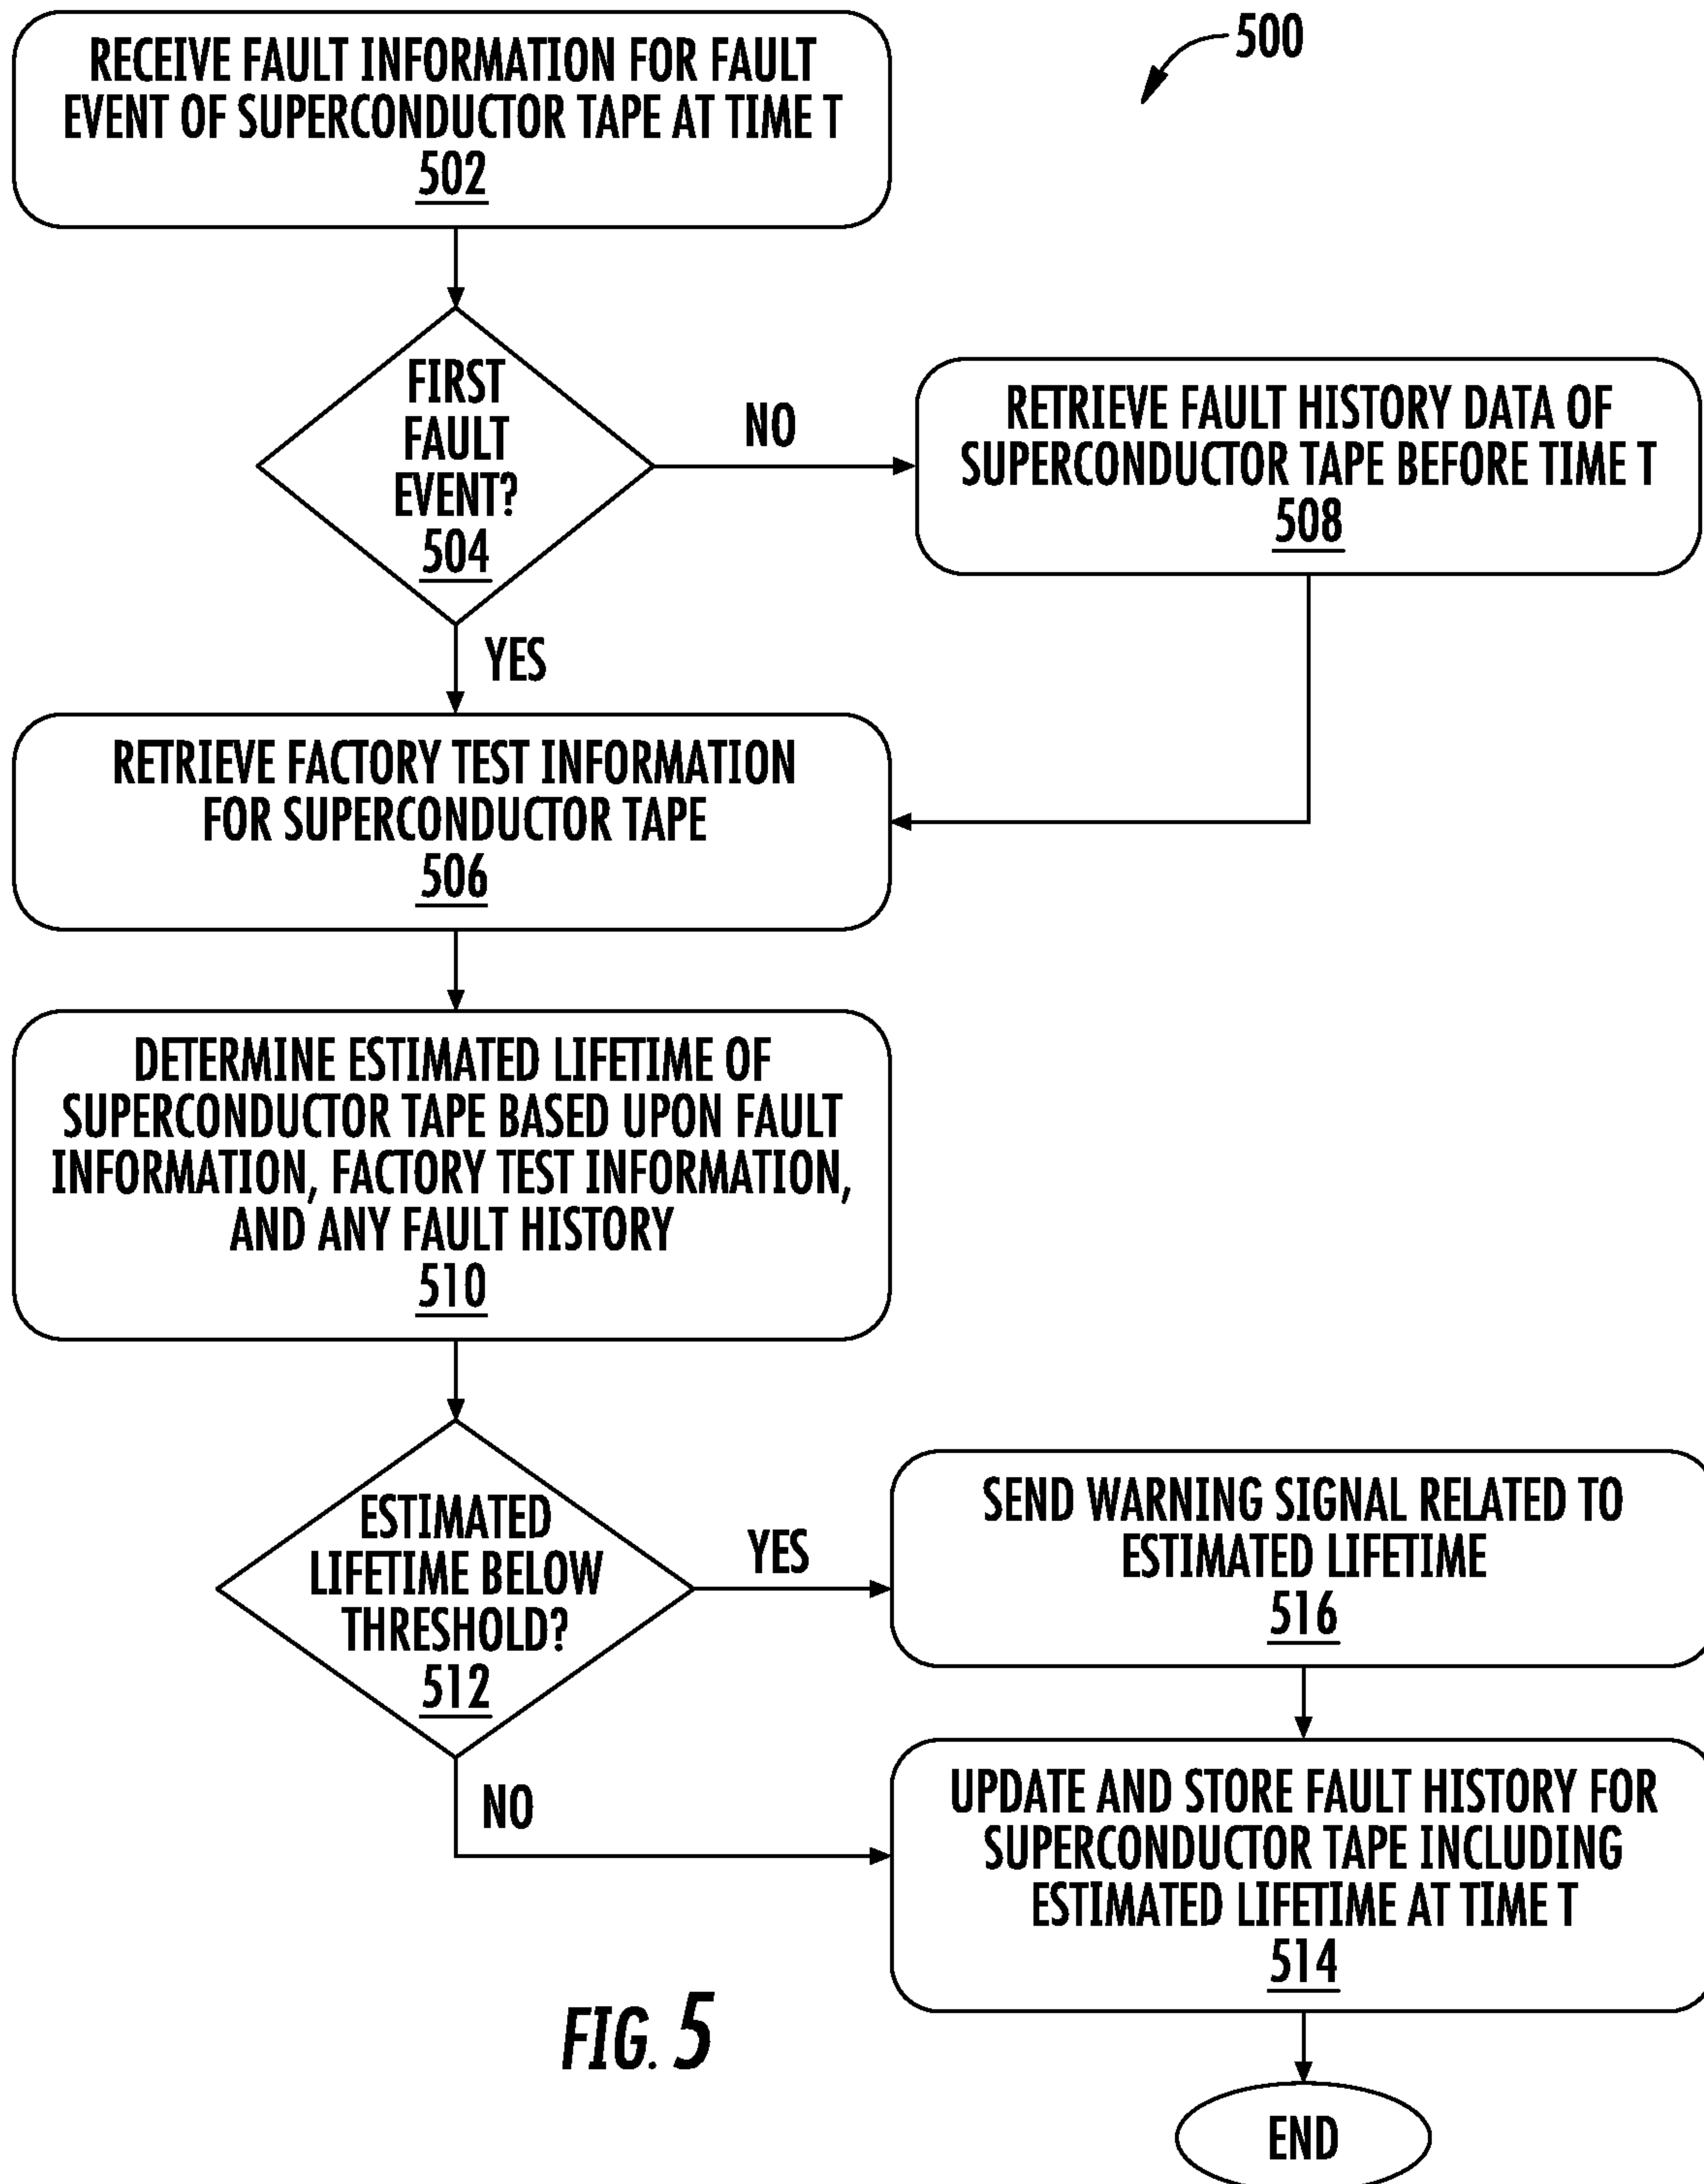 500
RECEIVE FAULT INFORMATION FOR FAULT
EVENT OF SUPERCONDUCTOR TAPE AT TIME T
502
FIRST
FAULT
EVENT?
504
NO
RETRIEVE FAULT HISTORY DATA OF
SUPERCONDUCTOR TAPE BEFORE TIME T
508
YES
RETRIEVE FACTORY TEST INFORMATION
FOR SUPERCONDUCTOR TAPE
506
DETERMINE ESTIMATED LIFETIME OF
SUPERCONDUCTOR TAPE BASED UPON FAULT
INFORMATION, FACTORY TEST INFORMATION,
AND ANY FAULT HISTORY
510
ESTIMATED
LIFETIME BELOW
THRESHOLD?
512
YES
SEND WARNING SIGNAL RELATED TO
ESTIMATED LIFETIME
516
NO
UPDATE AND STORE FAULT HISTORY FOR
SUPERCONDUCTOR TAPE INCLUDING
ESTIMATED LIFETIME AT TIME T
514
END
FIG. 5